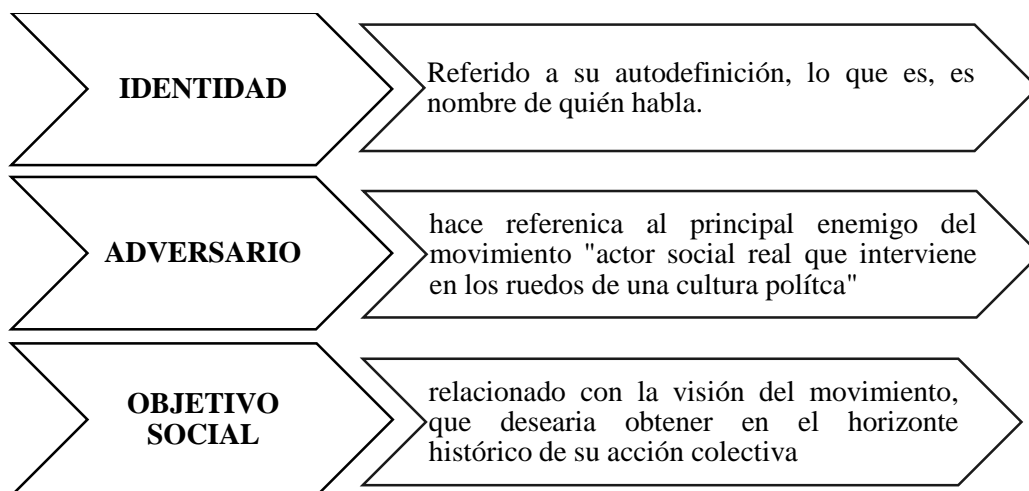 IDENTIDAD
Referido a su autodefinición, lo que es, es
nombre de quién habla.
ADVERSARIO
hace referenica al principal enemigo del
movimiento "actor social real que interviene
en los ruedos de una cultura polítca"
OBJETIVO
SOCIAL
relacionado con la visión del movimiento,
que desearia obtener en el horizonte
histórico de su acción colectiva